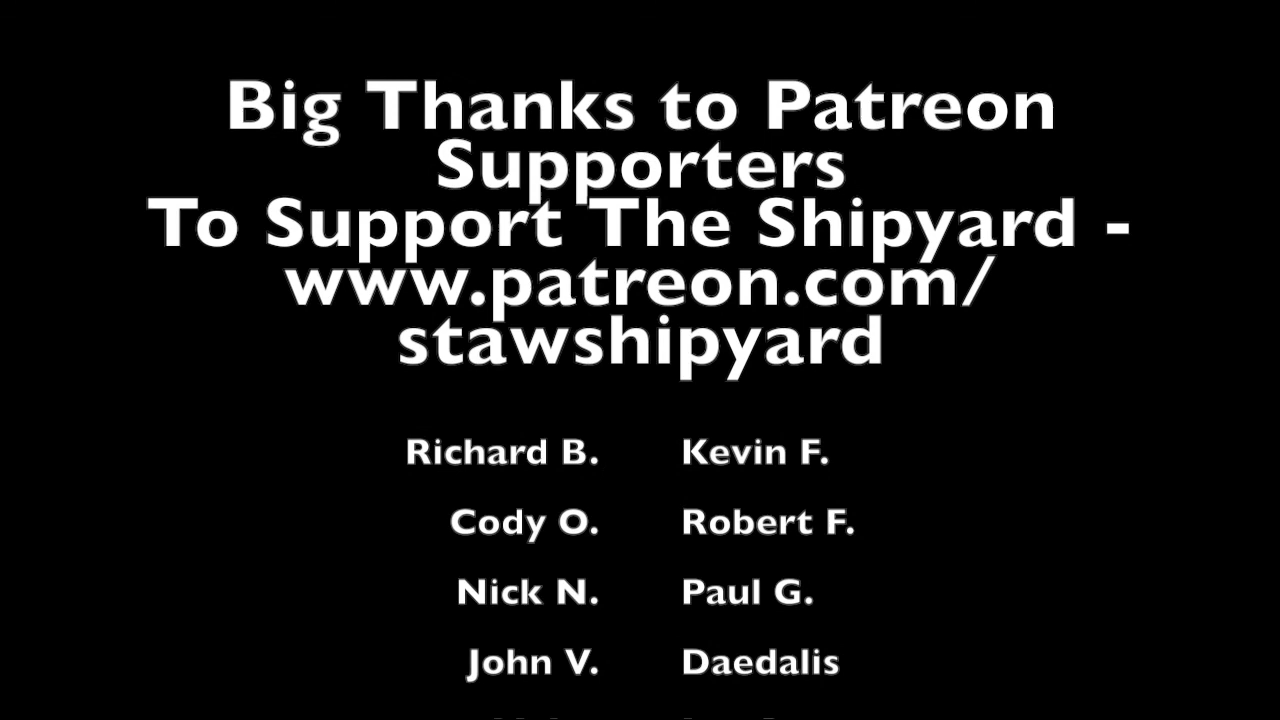 Big Thanks to Patreon
Supporters
To Support The Shipyard -
www.patreon.com/
stawshipyard
Richard B. Kevin F.
Cody O. Robert F.
Nick N. Paul G.
John V. Daedalis